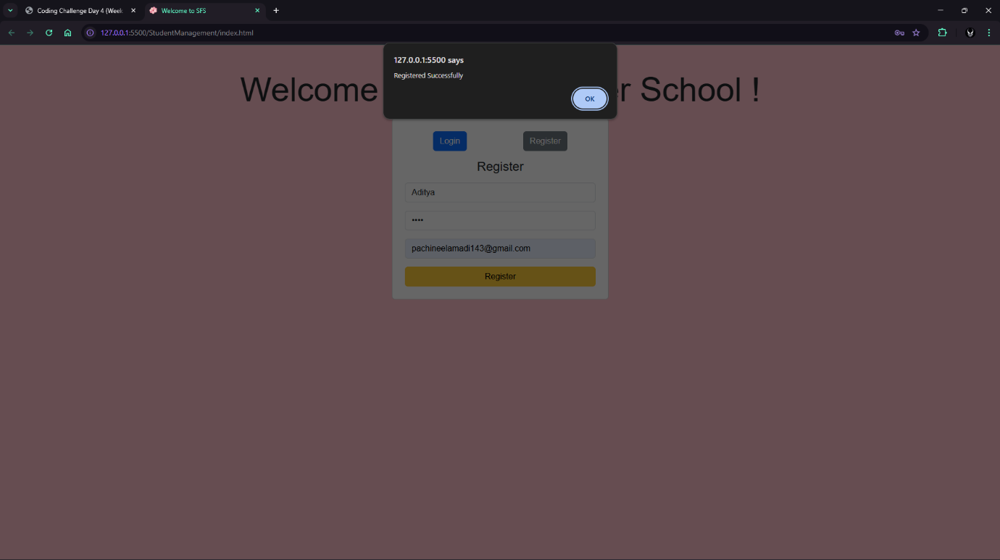 Coding Challenge Day 4 (Week
Welcome to SFS
127.0.0.1:5500/StudentManagement/index.html
127.0.0.1:5500 says
Registered Successfully
OK
Welcome r School !
Login Register
Register
Aditya
••••
pachineelamadi143@gmail.com
Register